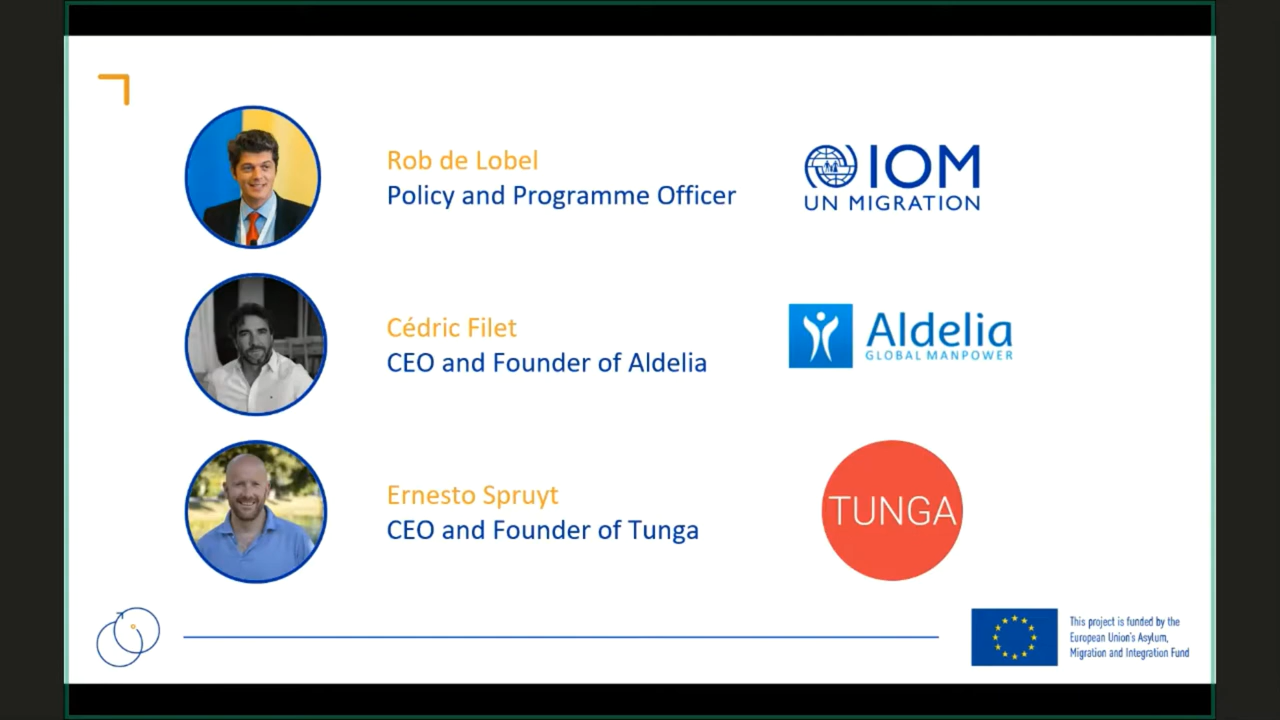 Rob de Lobel
Policy and Programme Officer
IOM
UN MIGRATION
Cédric Filet
CEO and Founder of Aldelia
Aldelia
GLOBAL MANPOWER
Ernesto Spruyt
CEO and Founder of Tunga
TUNGA
This project is funded by the
European Union's Asylum,
Migration and Integration Fund